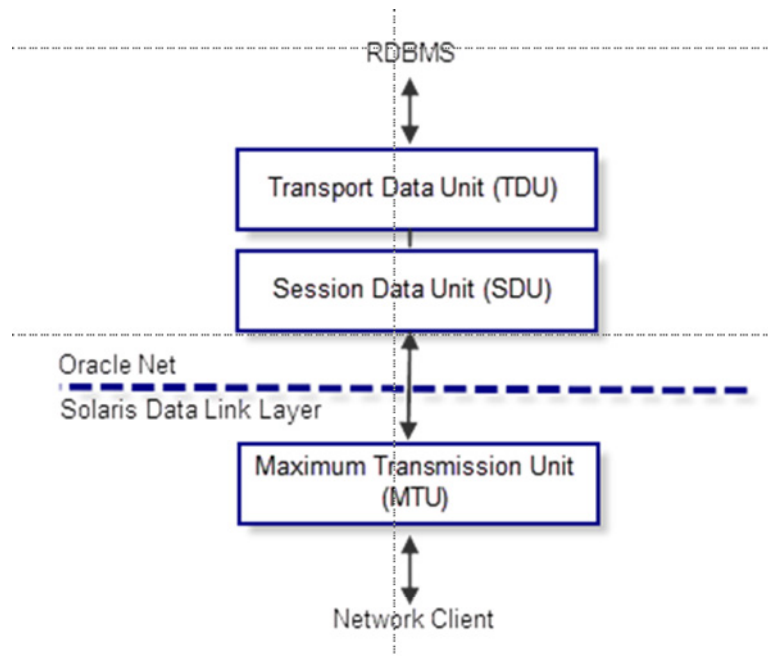 RDBMS
Transport Data Unit (TDU)
Session Data Unit (SDU)
Oracle Net
Solaris Data Link Layer
Maximum Transmission Unit
(MTU)
Network Client